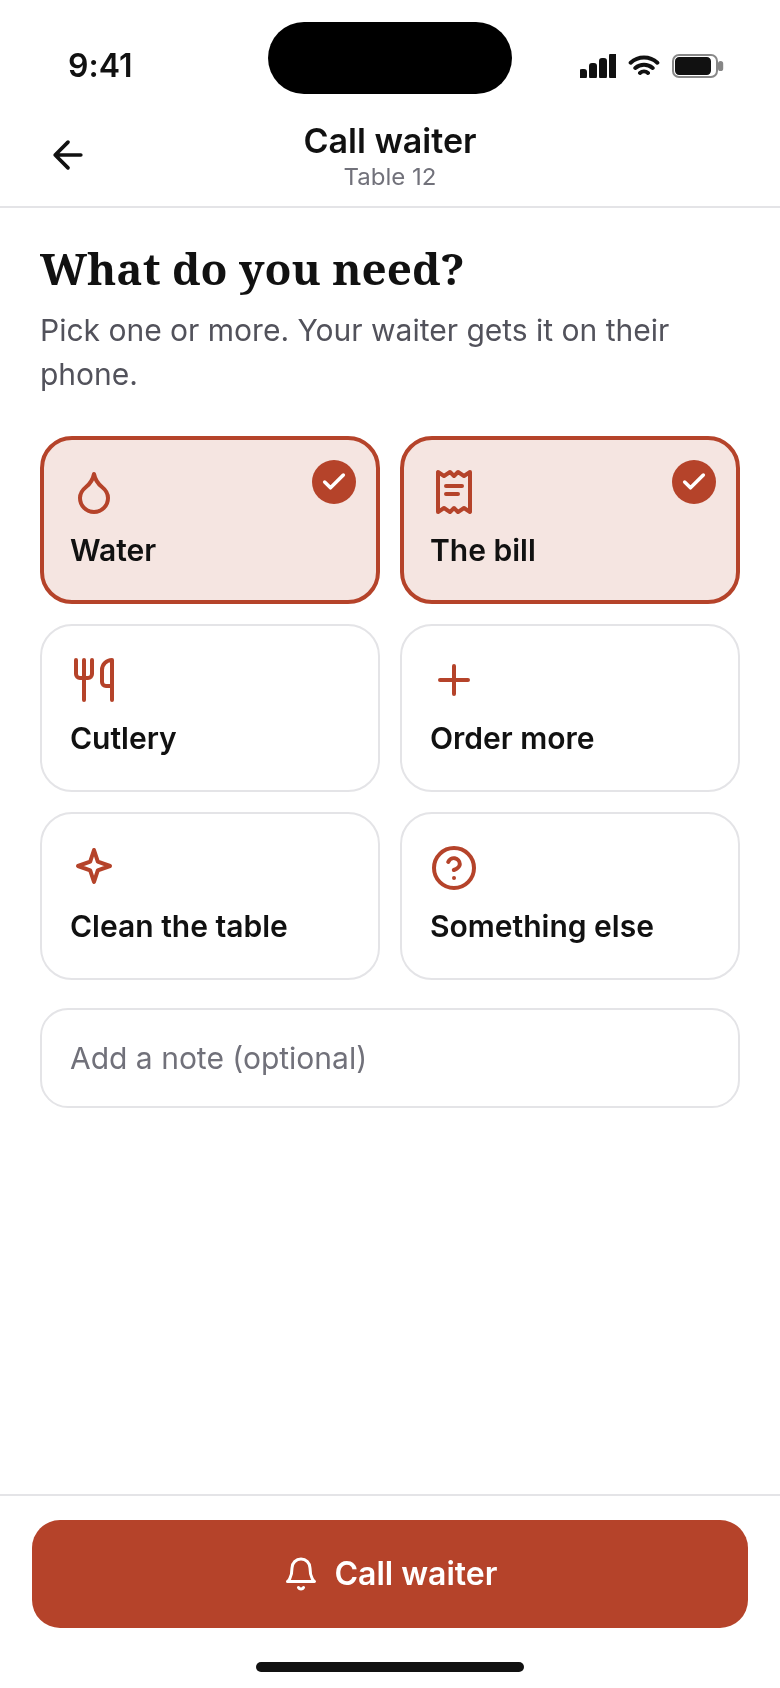 9:41
Call waiter
Table 12
What do you need?
Pick one or more. Your waiter gets it on their
phone.
Water
The bill
Cutlery
Order more
Clean the table
Something else
Add a note (optional)
Call waiter